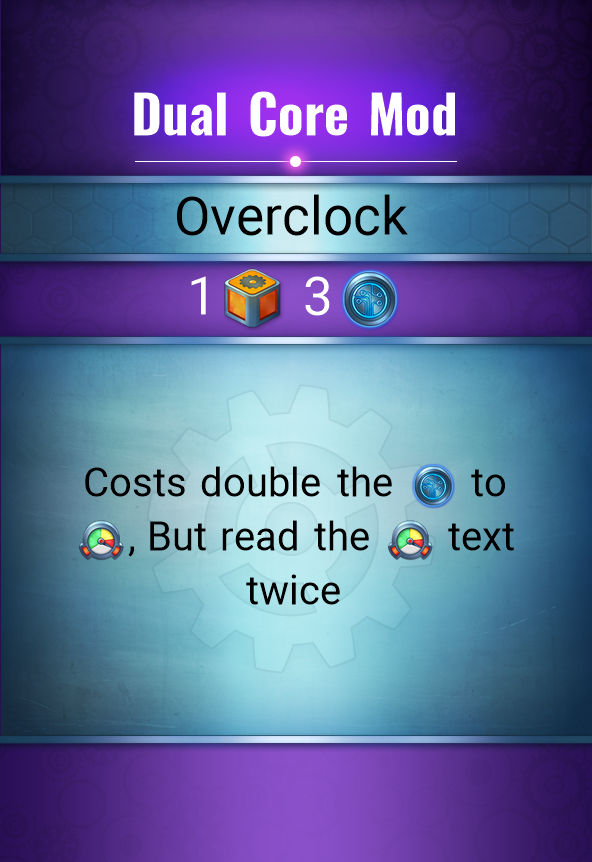 Dual Core Mod
Overclock
1 3
Costs double the to
, But read the text
twice